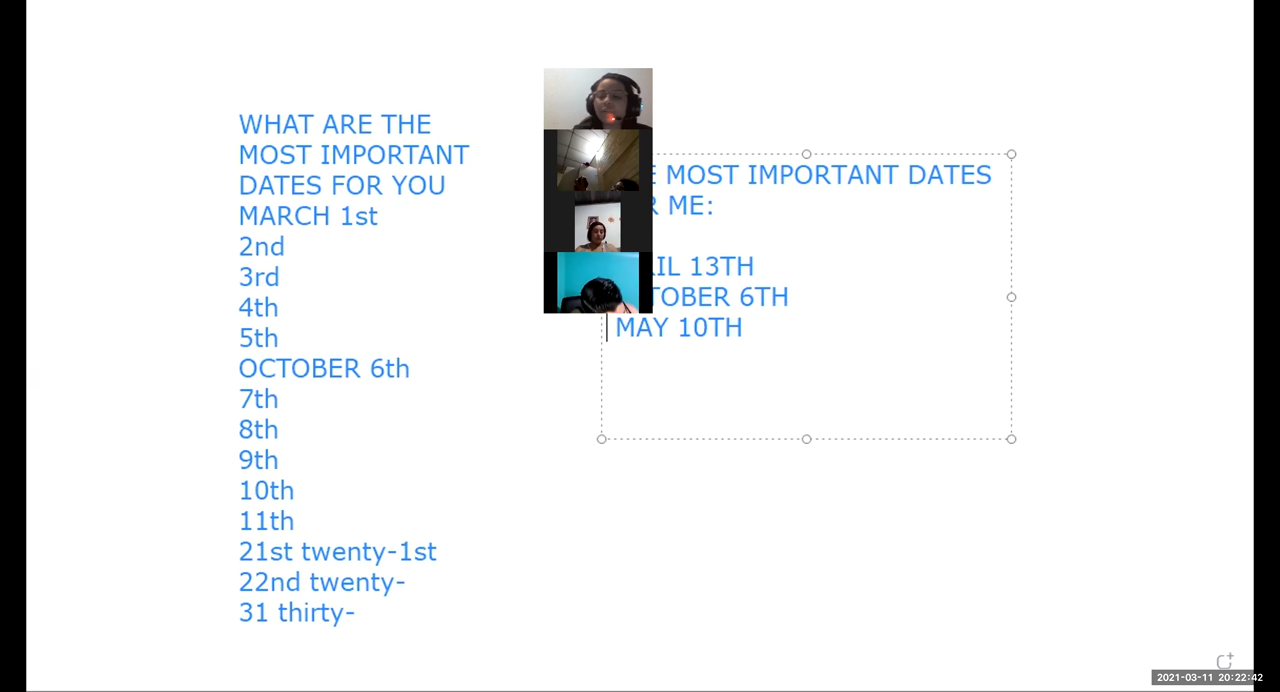 WHAT ARE THE
MOST IMPORTANT
DATES FOR YOU
MARCH 1st
2nd
3rd
4th
5th
OCTOBER 6th
7th
8th
9th
10th
11th
21st twenty-1st
22nd twenty-
31 thirty-
MOST IMPORTANT DATES
ME:
13TH
6TH
MAY 10TH
2021-03-11 20:22:42